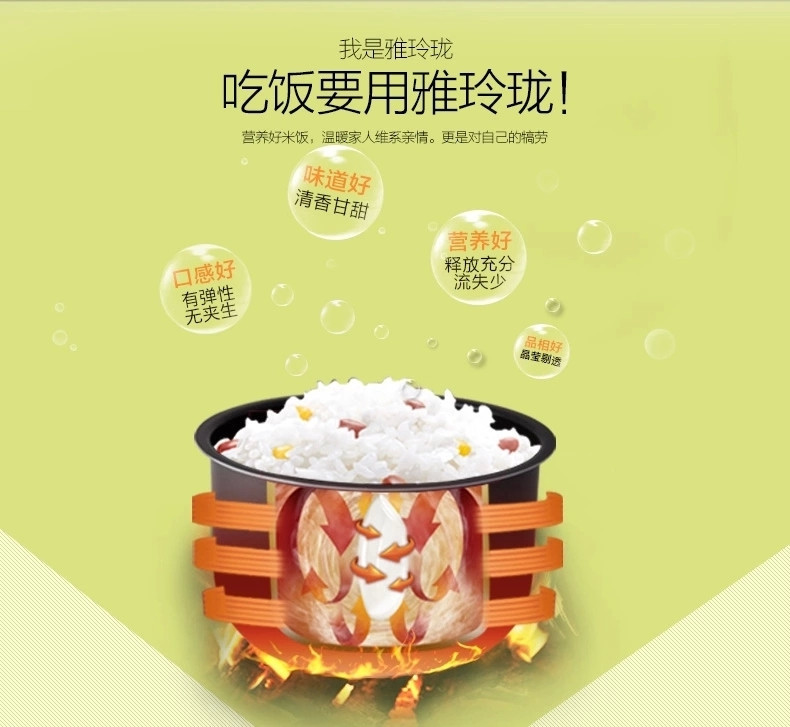 我是雅玲珑
吃饭要用雅玲珑！
营养好米饭，温暖家人维系亲情。更是对自己的犒劳
味道好
清香甘甜
营养好
释放充分
流失少
口感好
有弹性
无夹生
品相好
晶莹剔透